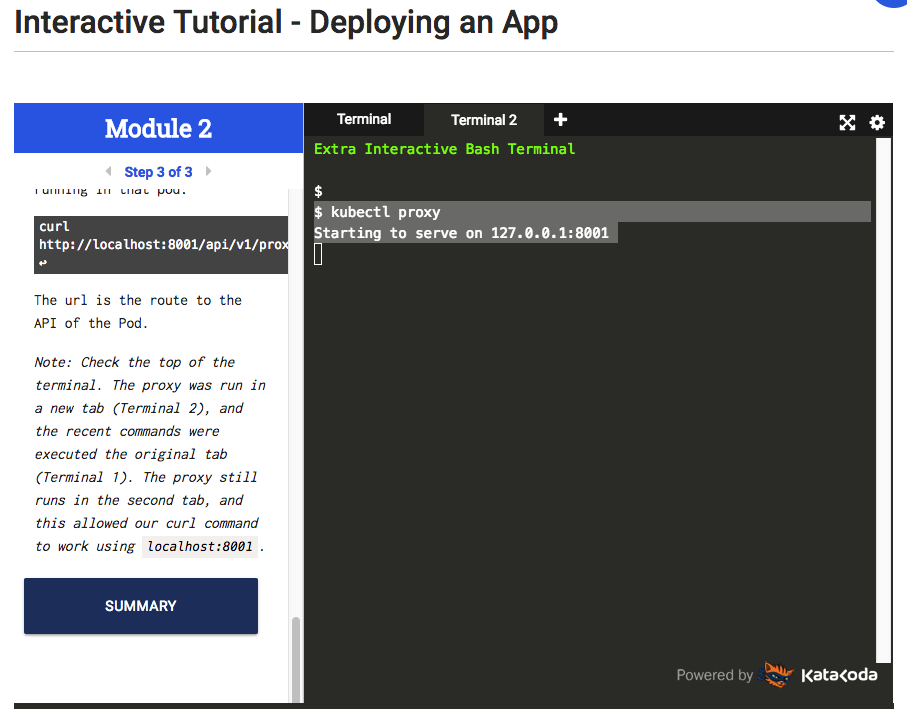 Interactive Tutorial - Deploying an App
Module 2
Step 3 of 3
running in that pod.
curl
http://localhost:8001/api/v1/prox
↩
The url is the route to the
API of the Pod.
Note: Check the top of the
terminal. The proxy was run in
a new tab (Terminal 2), and
the recent commands were
executed the original tab
(Terminal 1). The proxy still
runs in the second tab, and
this allowed our curl command
to work using localhost:8001.
SUMMARY
Terminal
Terminal 2
Extra Interactive Bash Terminal
$
$ kubectl proxy
Starting to serve on 127.0.0.1:8001
Powered by Katacoda